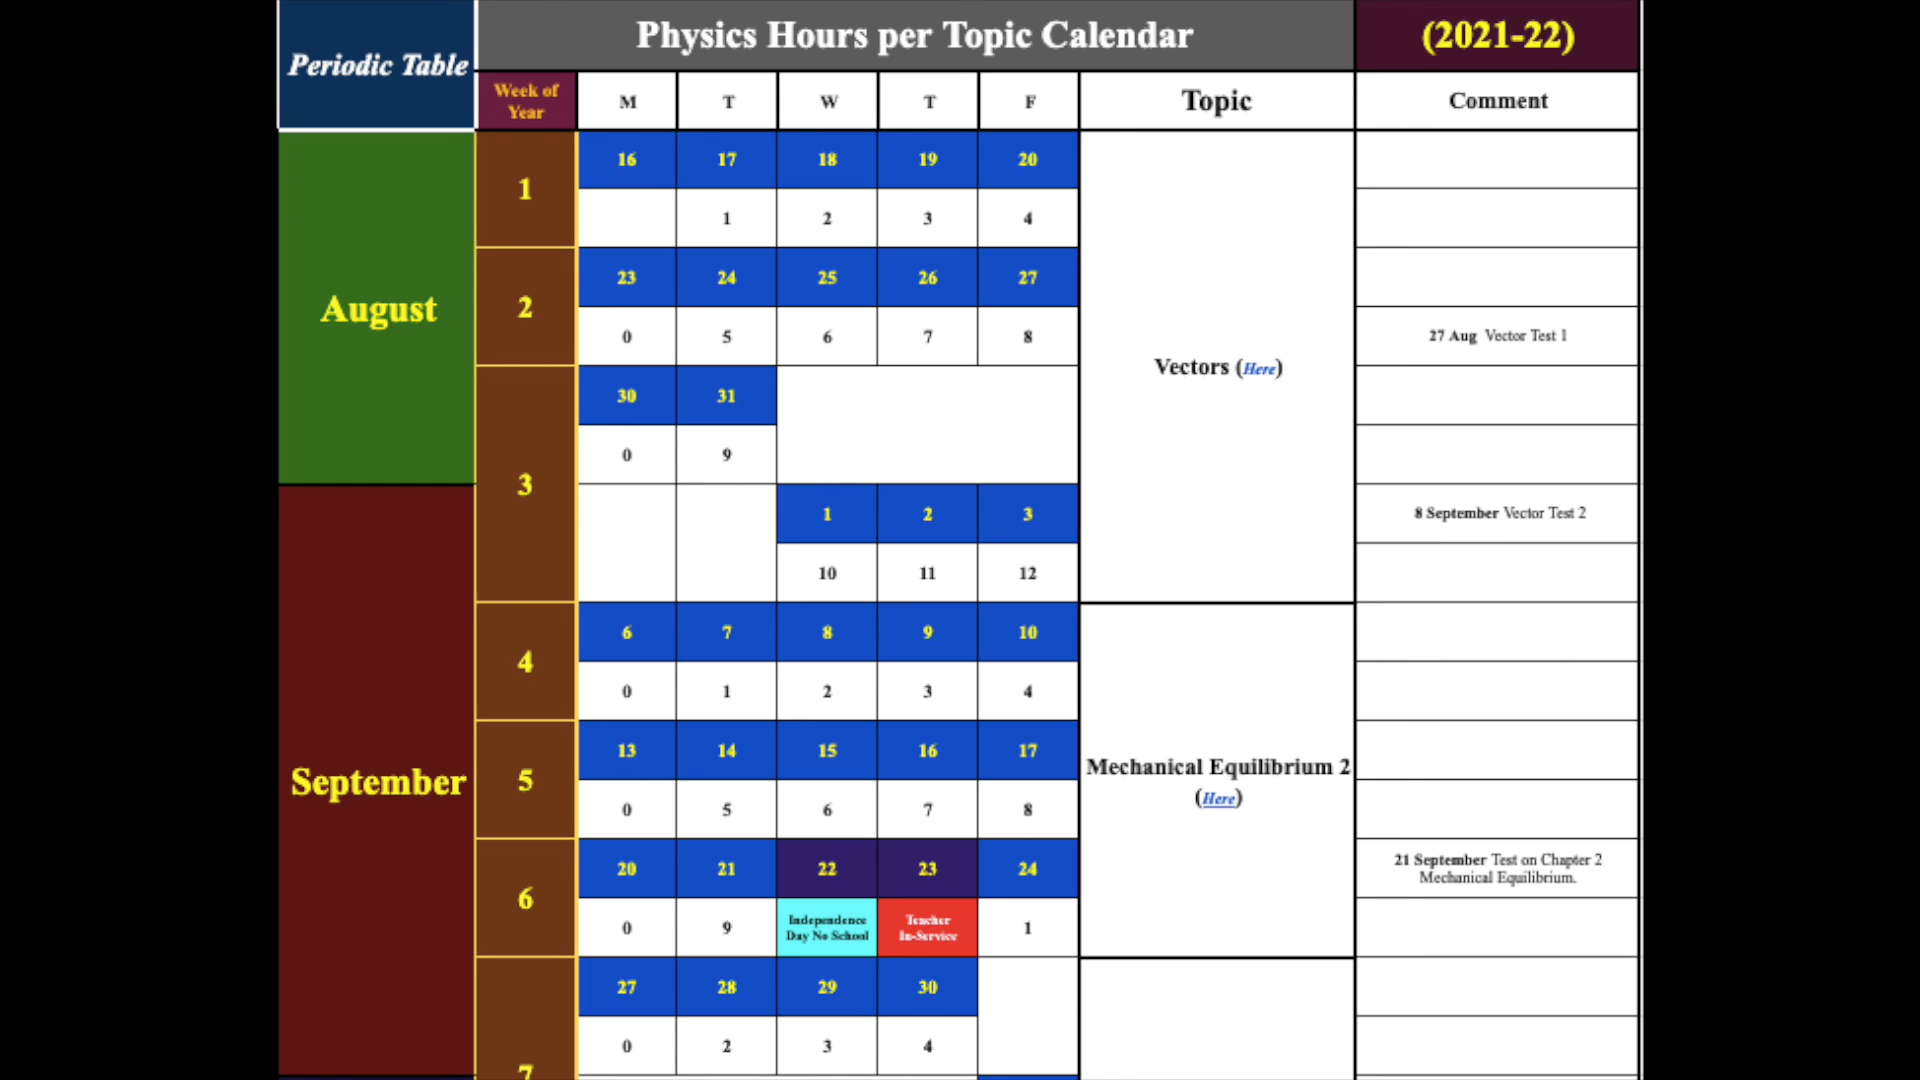 Periodic Table
Physics Hours per Topic Calendar
(2021-22)
Week of
Year
M T W T F Topic Comment
August
1
16 17 18 19 20
1 2 3 4
2
23 24 25 26 27
0 5 6 7 8
27 Aug Vector Test 1
Vectors (Here)
3
30 31
0 9
September
1 2 3
8 September Vector Test 2
10 11 12
4
6 7 8 9 10
0 1 2 3 4
5
13 14 15 16 17
0 5 6 7 8
Mechanical Equilibrium 2
(Here)
6
20 21 22 23 24
21 September Test on Chapter 2
Mechanical Equilibrium.
0 9
Independence
Day No School
Teacher
In-Service
1
7
27 28 29 30
0 2 3 4